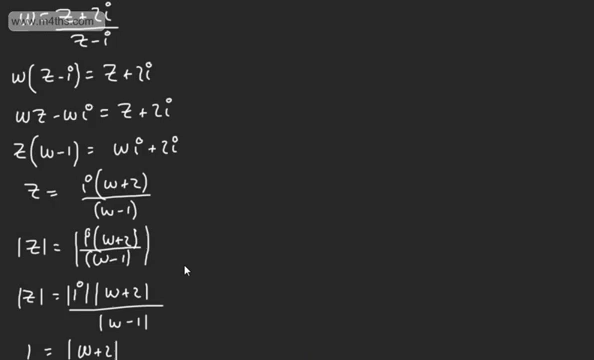 www.m4ths.com
w = z+2i / z-i
w(z-i) = z+2i
wz-wi = z+2i
z(w-1) = wi+2i
z = i(w+2) / (w-1)
|z| = |i(w+2) / (w-1)|
|z| = |i||w+2| / |w-1|
1 = |w+2|